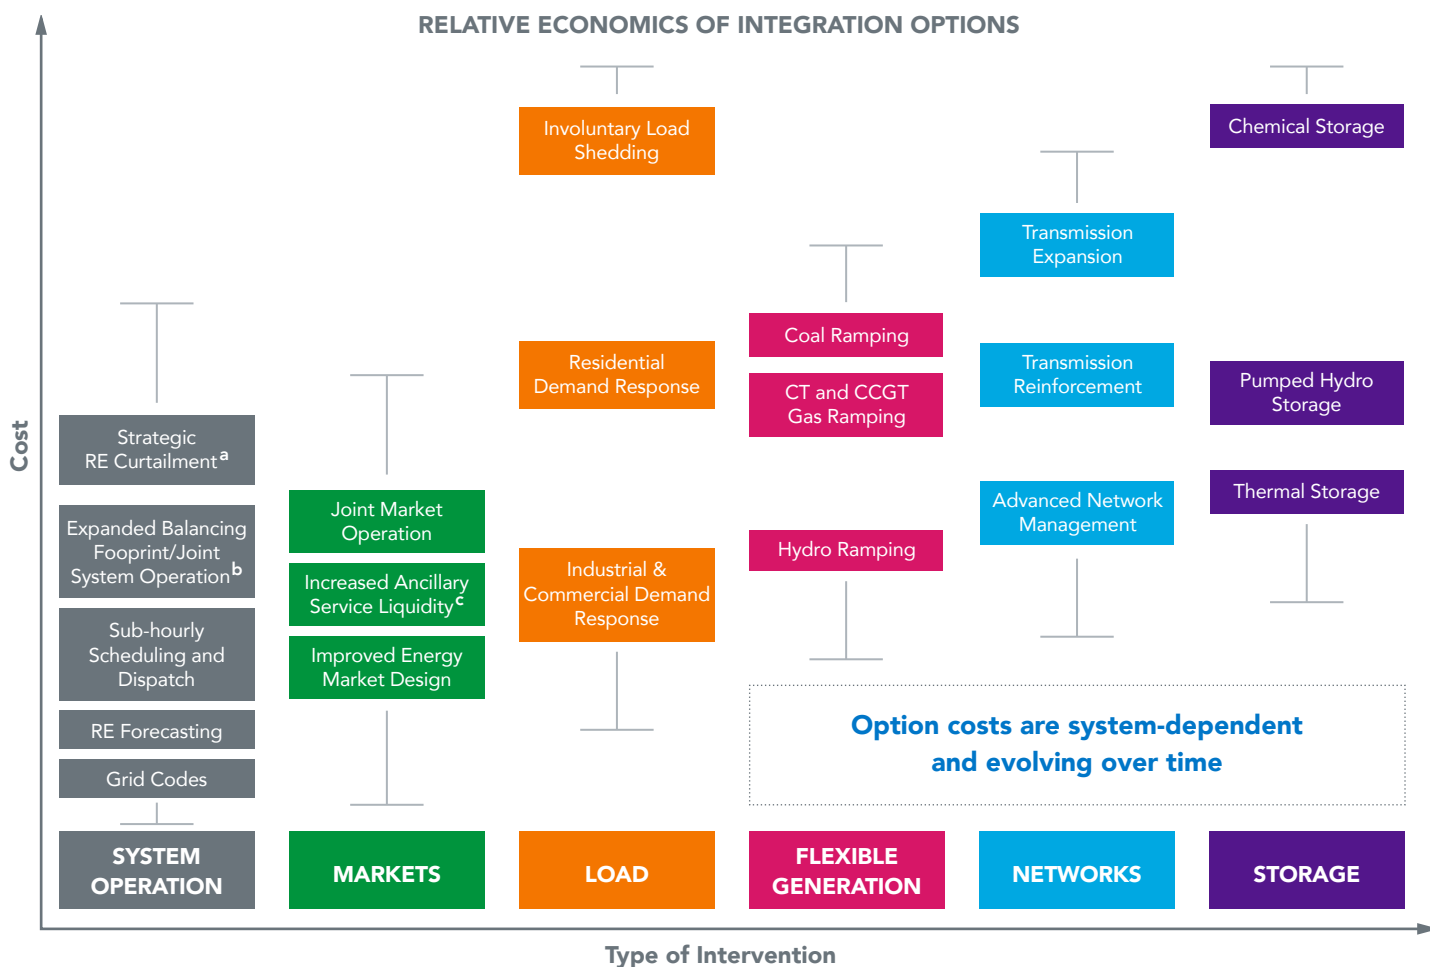 RELATIVE ECONOMICS OF INTEGRATION OPTIONS
Cost
Strategic
RE Curtailment a
Expanded Balancing
Fooprint/Joint
System Operation b
Sub-hourly
Scheduling and
Dispatch
RE Forecasting
Grid Codes
SYSTEM
OPERATION
Joint Market
Operation
Increased Ancillary
Service Liquidity c
Improved Energy
Market Design
MARKETS
Involuntary Load
Shedding
Residential
Demand Response
Industrial &
Commercial Demand
Response
LOAD
Coal Ramping
CT and CCGT
Gas Ramping
Hydro Ramping
FLEXIBLE
GENERATION
Transmission
Expansion
Transmission
Reinforcement
Advanced Network
Management
NETWORKS
Chemical Storage
Pumped Hydro
Storage
Thermal Storage
STORAGE
Option costs are system-dependent
and evolving over time
Type of Intervention